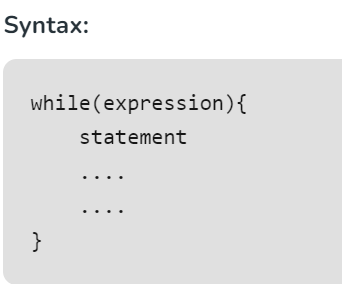 Syntax:
while(expression){
    statement
    ....
    ....
}